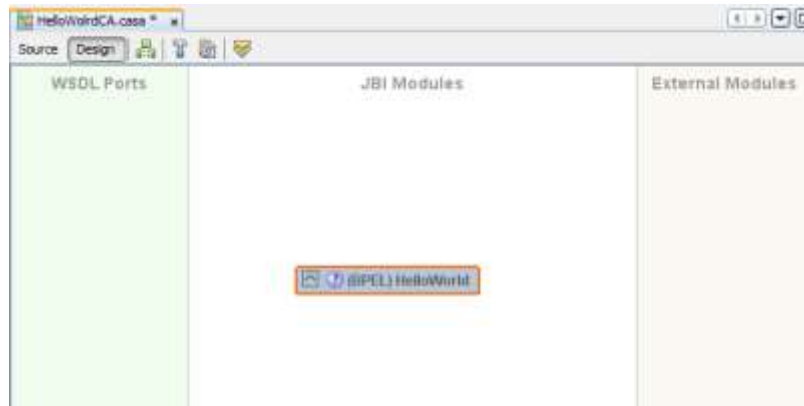 HelloWolrdCA.casa *
Source Design
WSDL Ports JBI Modules External Modules
(BPEL) HelloWorld